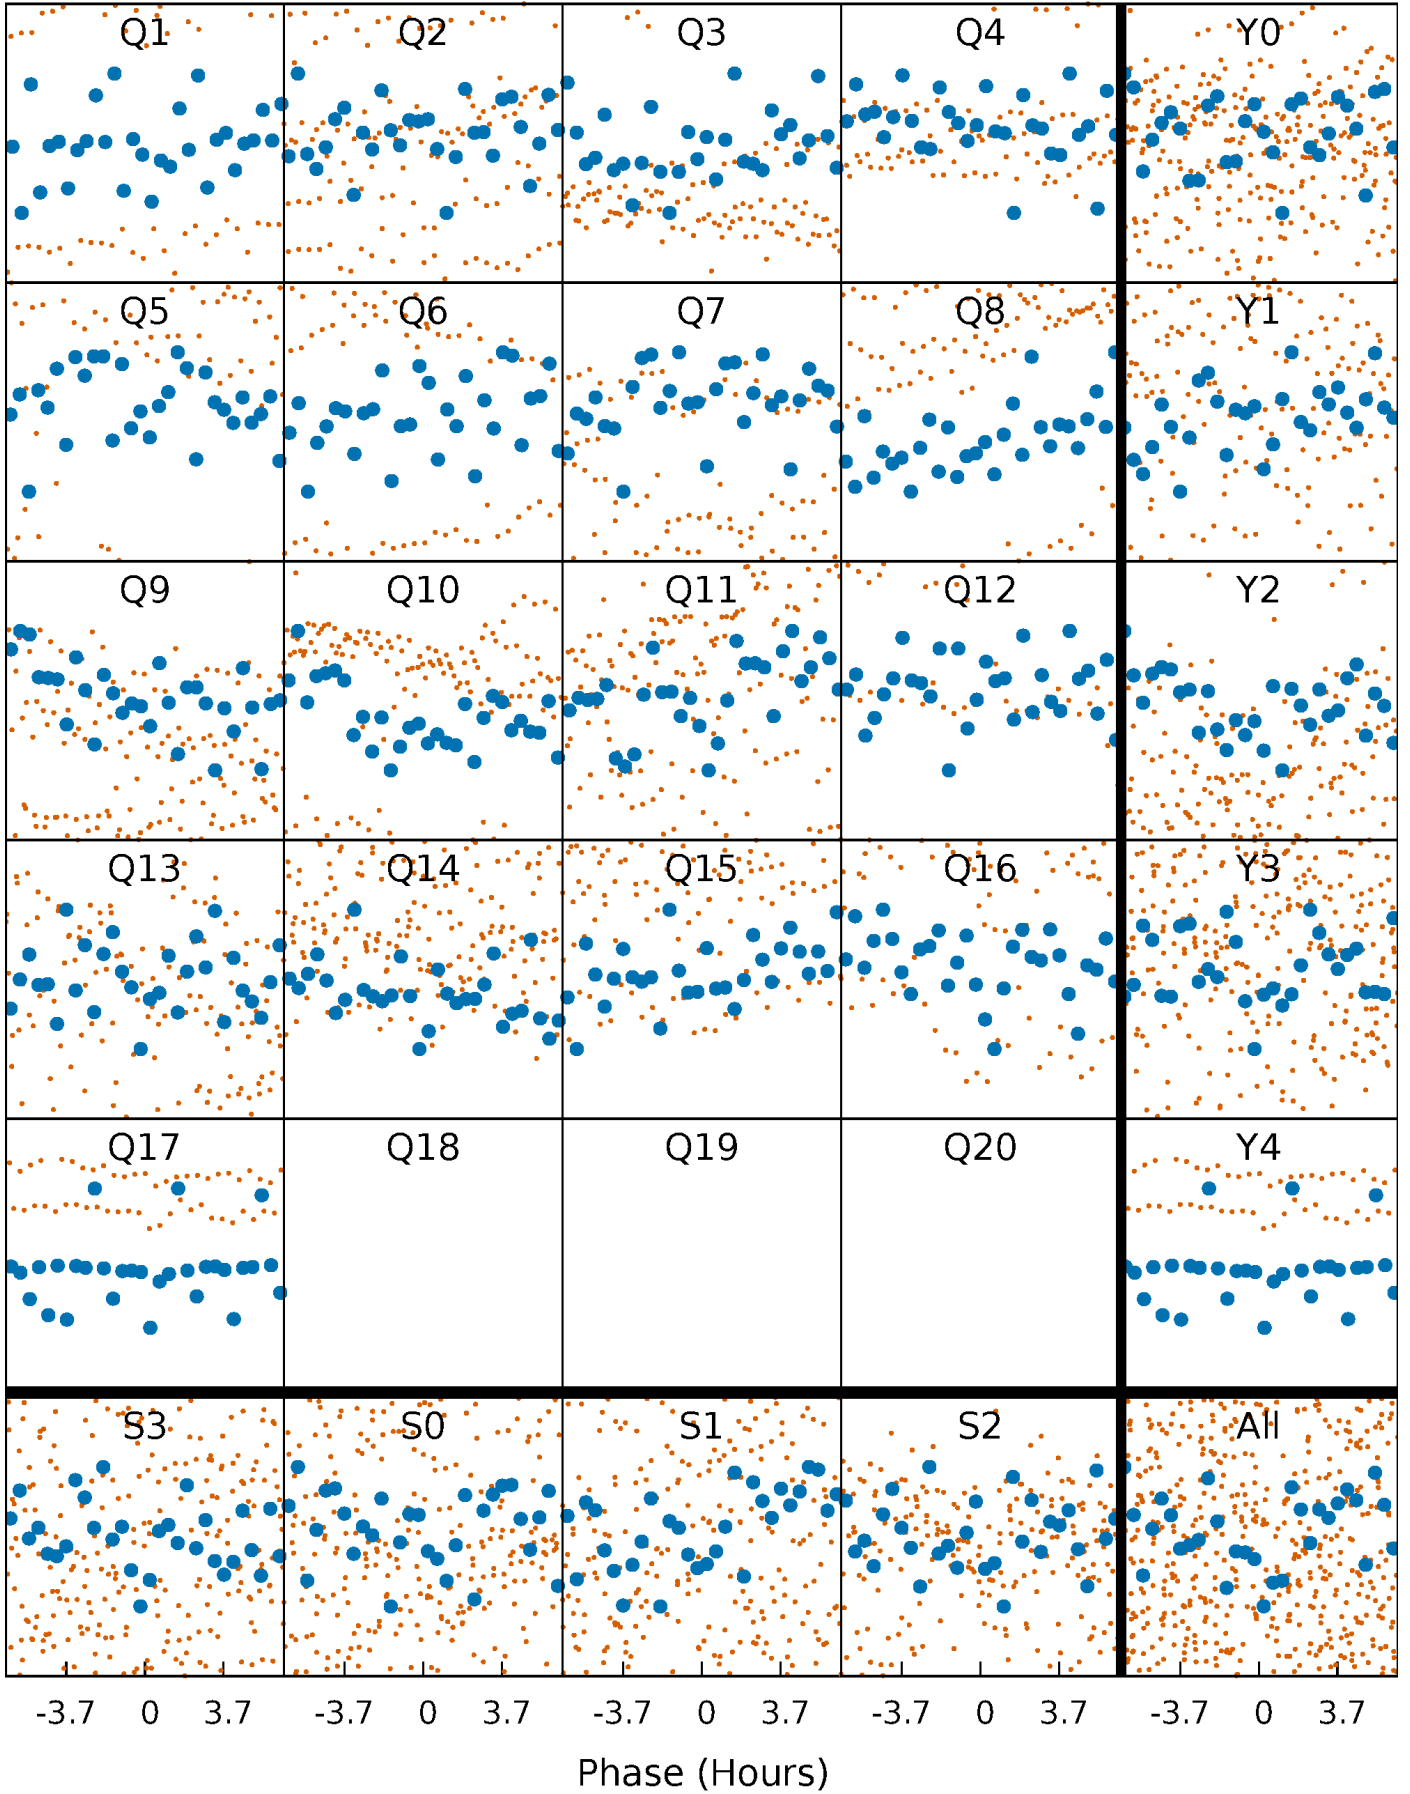 Q1 Q2 Q3 Q4 Y0
Q5 Q6 Q7 Q8 Y1
Q9 Q10 Q11 Q12 Y2
Q13 Q14 Q15 Q16 Y3
Q17 Q18 Q19 Q20 Y4
S3 S0 S1 S2 All
-3.7 0 3.7 -3.7 0 3.7 -3.7 0 3.7 -3.7 0 3.7 -3.7 0 3.7
Phase (Hours)